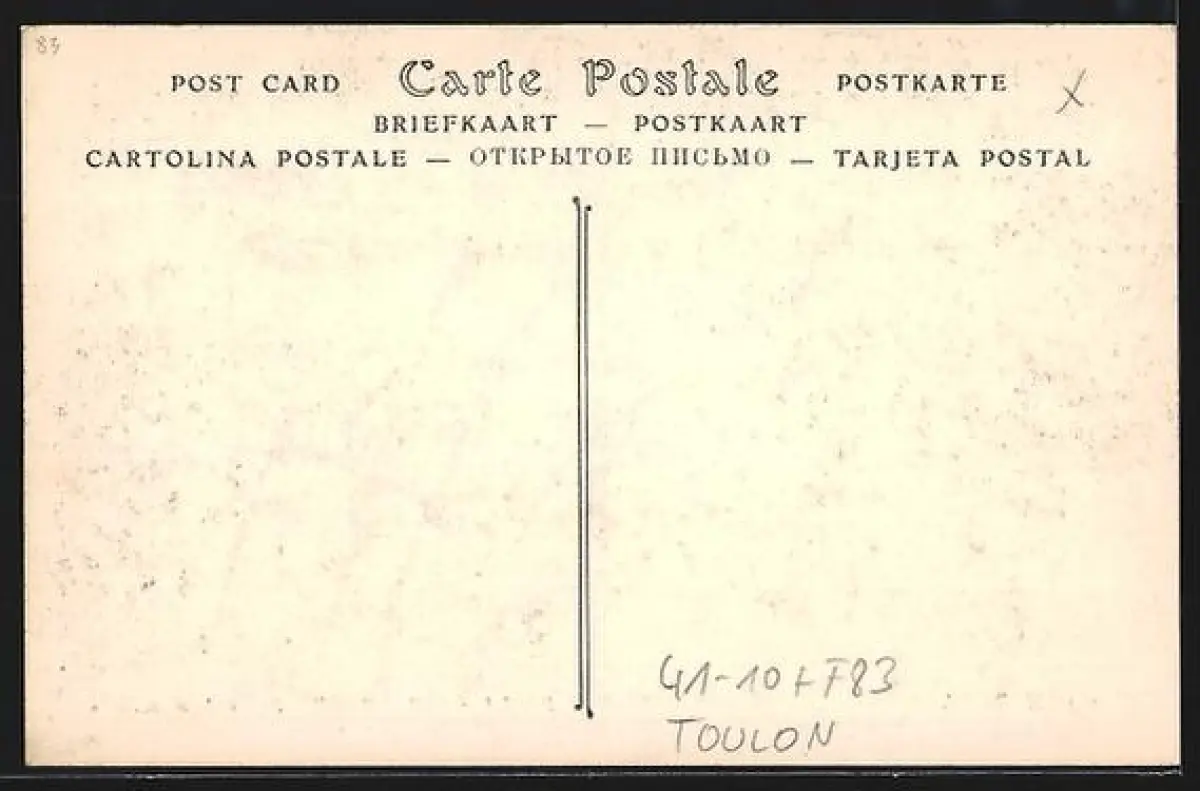 83
POST CARD Carte Postale POSTKARTE X
BRIEFKAART — POSTKAART
CARTOLINA POSTALE — ОТКРЫТОЕ ПИСЬМО — TARJETA POSTAL
41-10+F83
TOULON